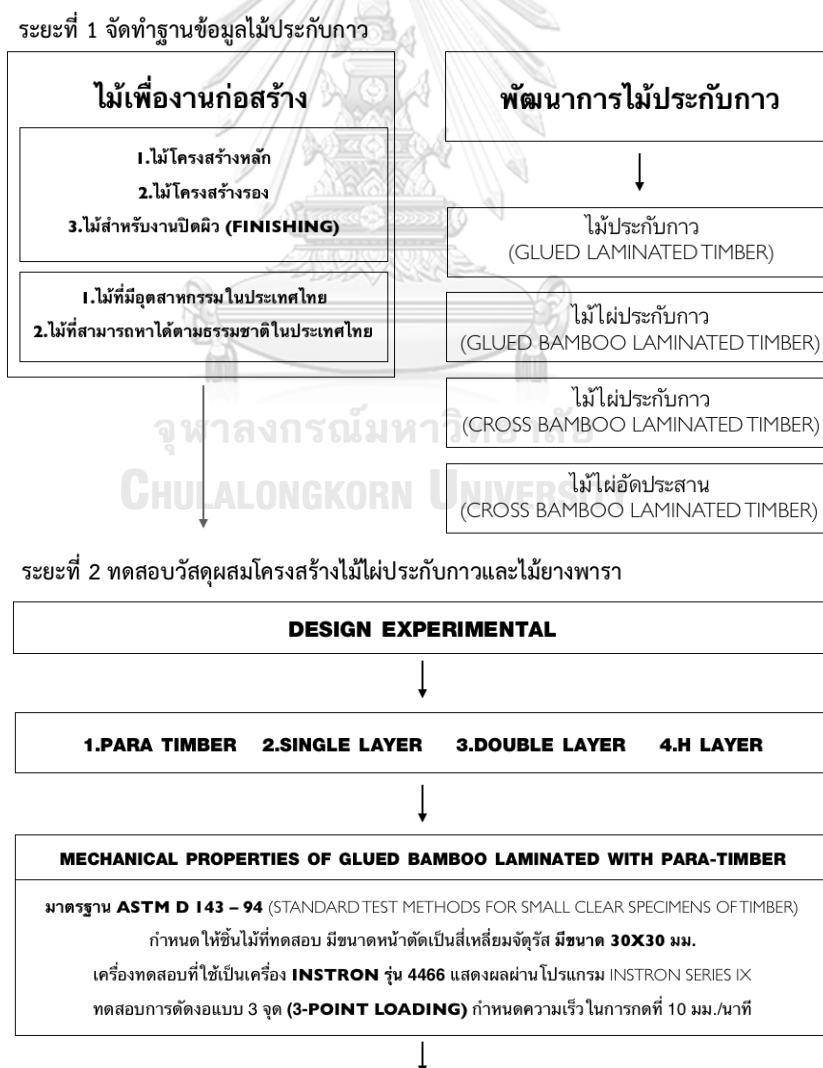 ระยะที่ 1 จัดทำฐานข้อมูลไม้ประกับกาว
ไม้เพื่องานก่อสร้าง
1.ไม้โครงสร้างหลัก
2.ไม้โครงสร้างรอง
3.ไม้สำหรับงานปิดผิว (FINISHING)
1.ไม้ที่มีอุตสาหกรรมในประเทศไทย
2.ไม้ที่สามารถหาได้ตามธรรมชาติในประเทศไทย
พัฒนาการไม้ประกับกาว
ไม้ประกับกาว
(GLUED LAMINATED TIMBER)
ไม้ไผ่ประกับกาว
(GLUED BAMBOO LAMINATED TIMBER)
ไม้ไผ่ประกับกาว
(CROSS BAMBOO LAMINATED TIMBER)
ไม้ไผ่อัดประสาน
(CROSS BAMBOO LAMINATED TIMBER)
จุฬาลงกรณ์มหาวิทยาลัย
CHULALONGKORN UNIVERSITY
ระยะที่ 2 ทดสอบวัสดุผสมโครงสร้างไม้ไผ่ประกับกาวและไม้ยางพารา
DESIGN EXPERIMENTAL
1.PARA TIMBER 2.SINGLE LAYER 3.DOUBLE LAYER 4.H LAYER
MECHANICAL PROPERTIES OF GLUED BAMBOO LAMINATED WITH PARA-TIMBER
มาตรฐาน ASTM D 143 – 94 (STANDARD TEST METHODS FOR SMALL CLEAR SPECIMENS OF TIMBER)
กำหนดให้ชิ้นไม้ที่ทดสอบ มีขนาดหน้าตัดเป็นสี่เหลี่ยมจัตุรัส มีขนาด 30X30 มม.
เครื่องทดสอบที่ใช้เป็นเครื่อง INSTRON รุ่น 4466 แสดงผลผ่านโปรแกรม INSTRON SERIES IX
ทดสอบการดัดงอแบบ 3 จุด (3-POINT LOADING) กำหนดความเร็วในการกดที่ 10 มม./นาที